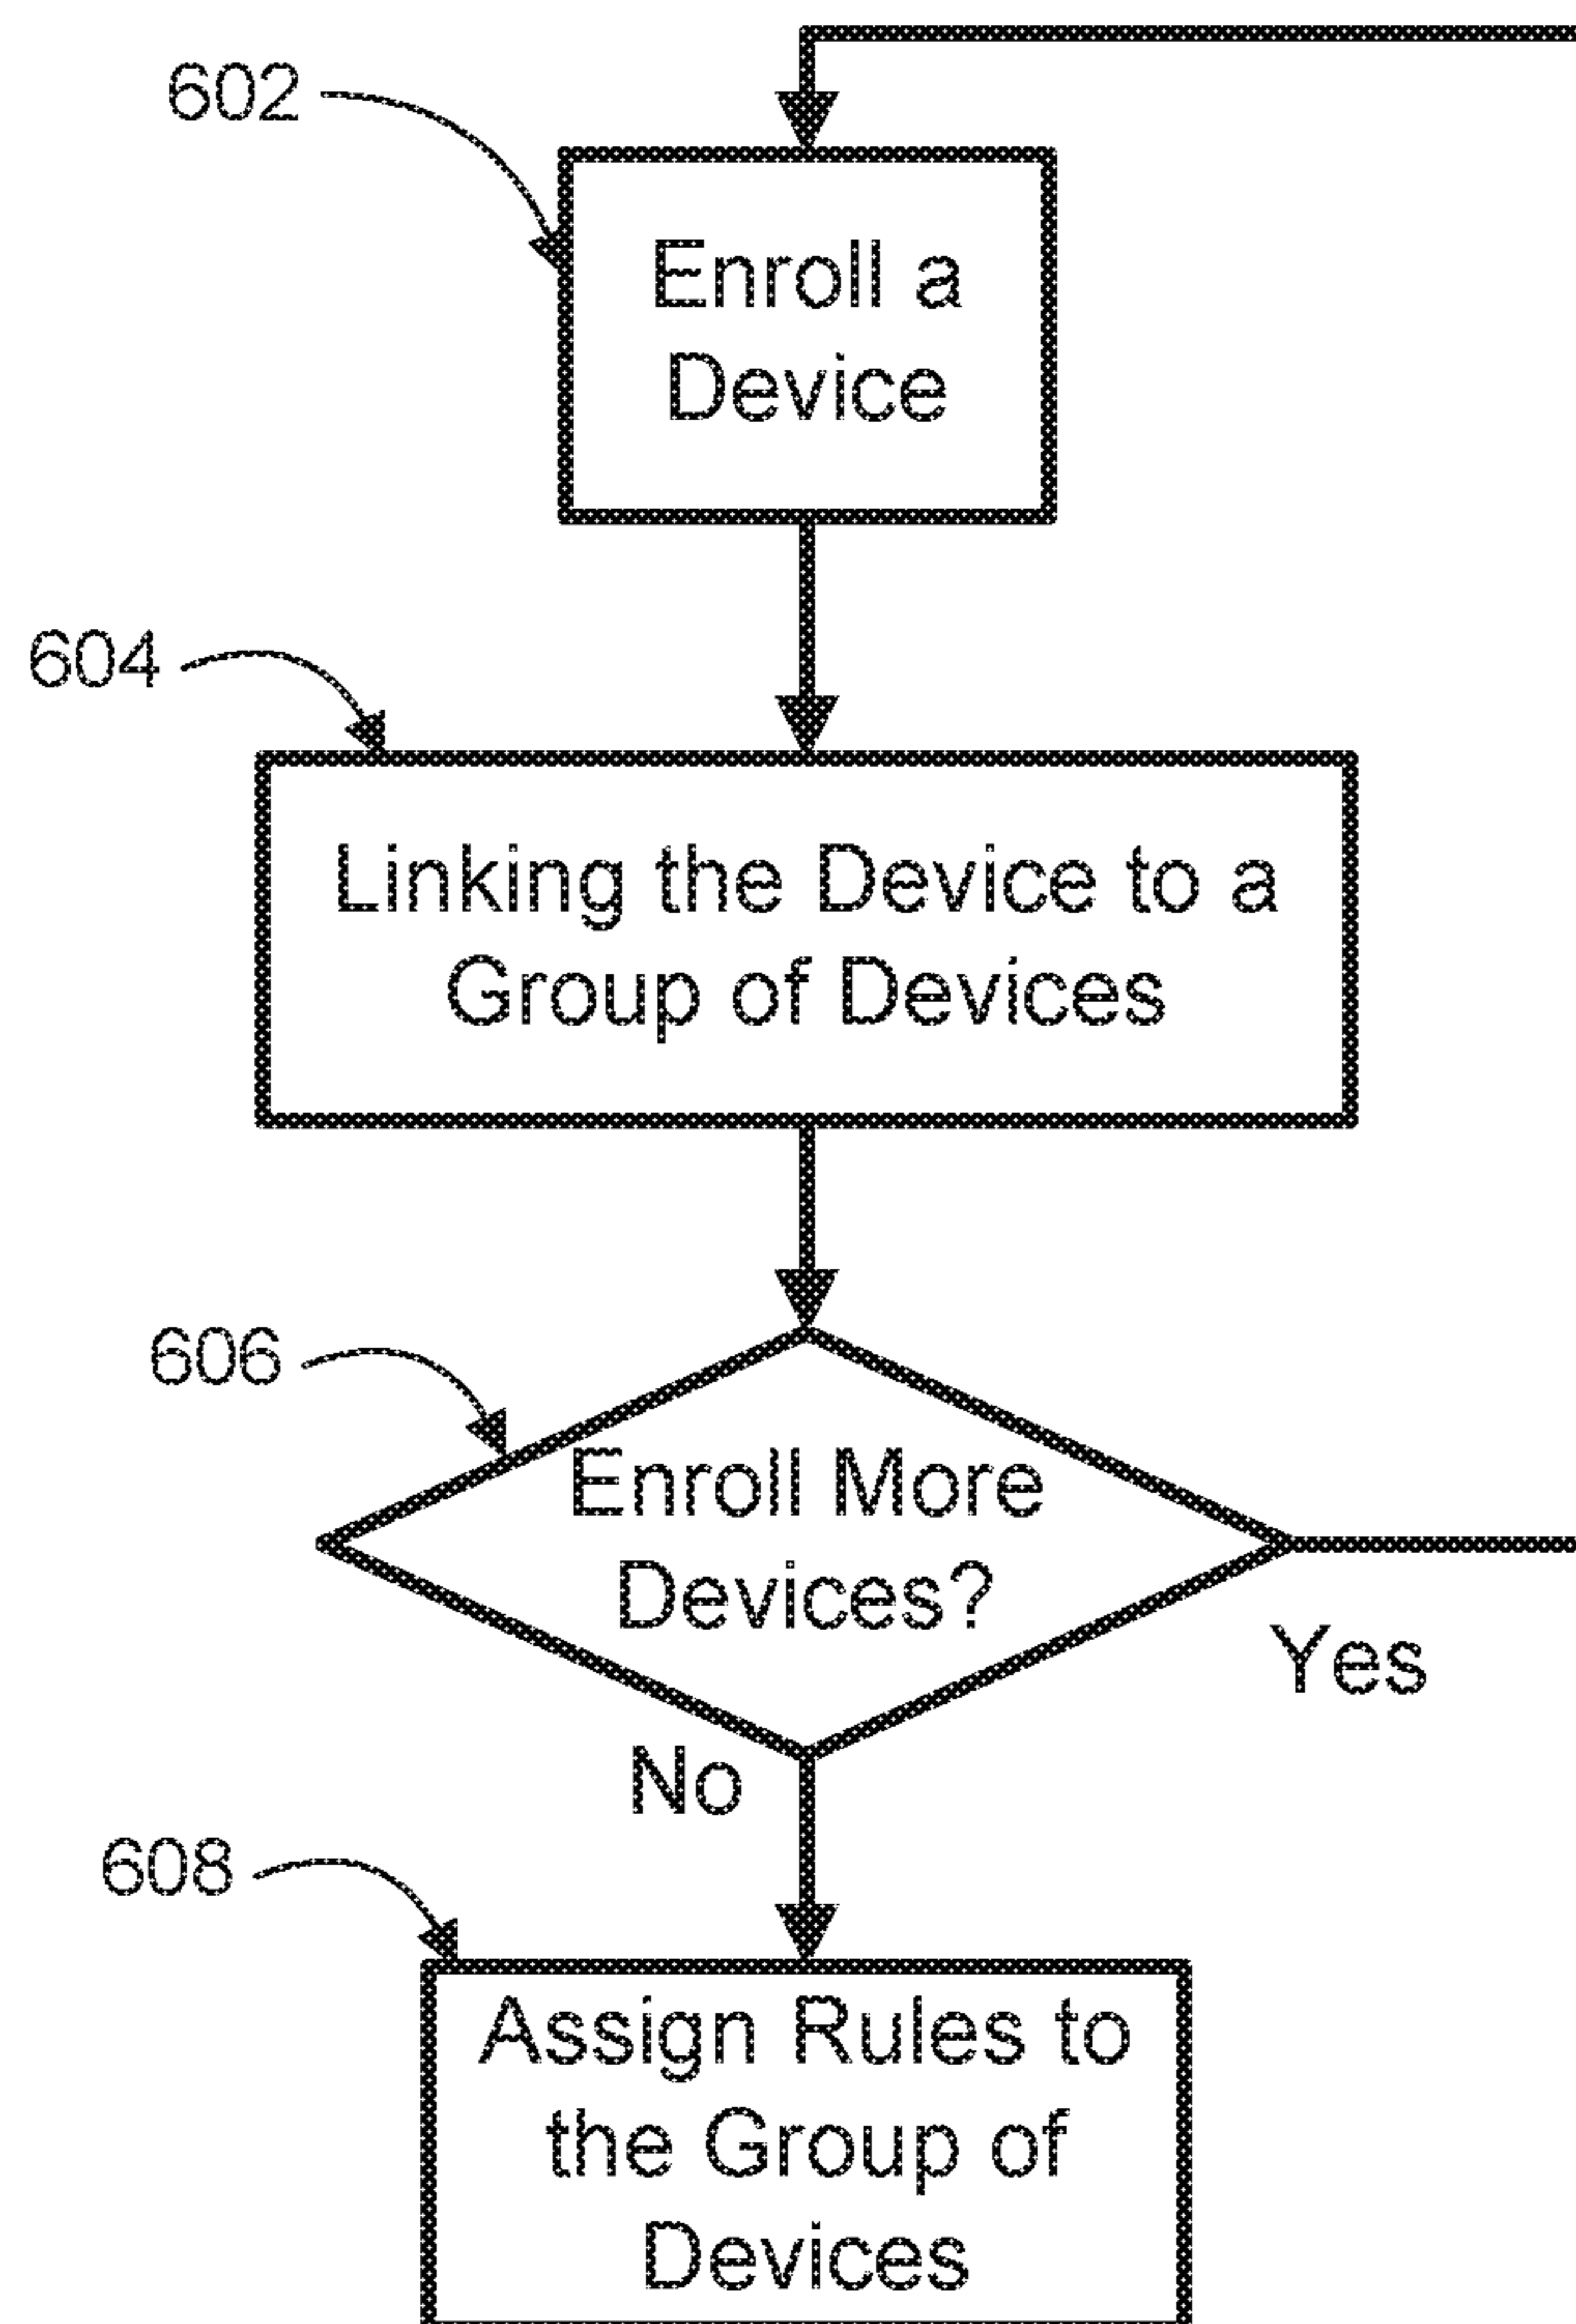 602
Enroll a
Device
604
Linking the Device to a
Group of Devices
606
Enroll More
Devices?
Yes
No
608
Assign Rules to
the Group of
Devices